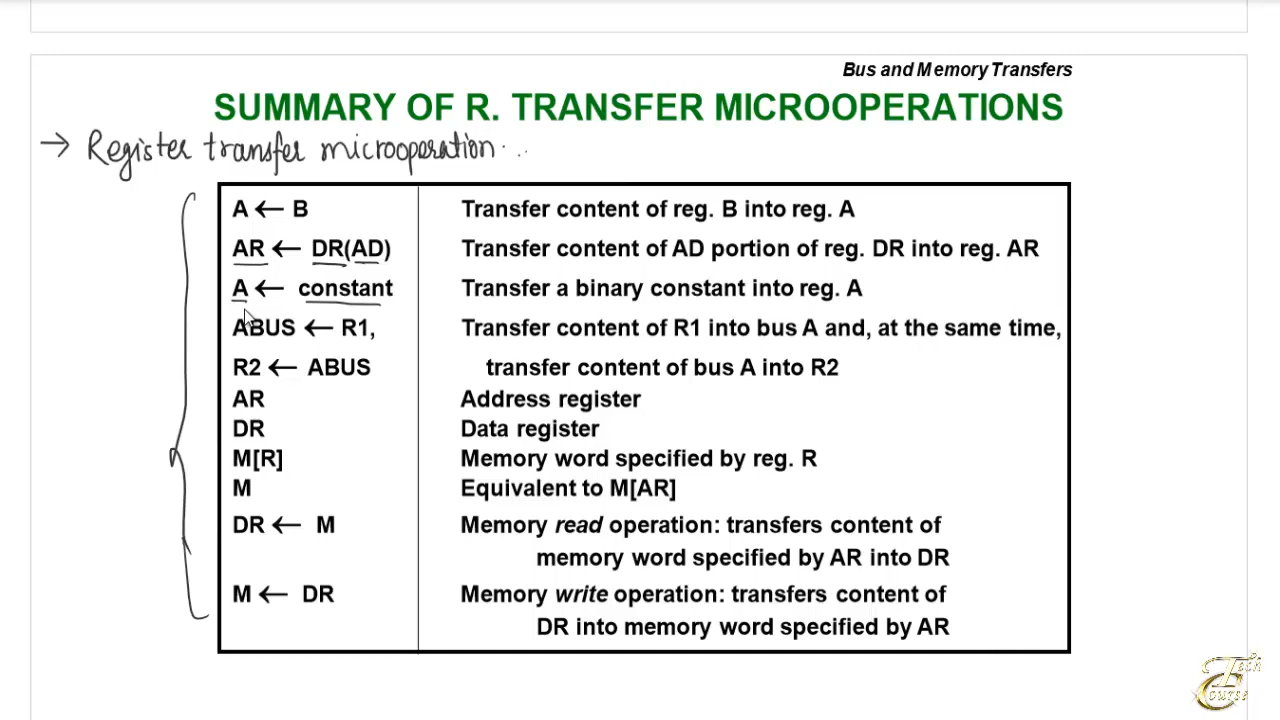 Bus and Memory Transfers
SUMMARY OF R. TRANSFER MICROOPERATIONS
→ Register transfer microoperation...
A ← B Transfer content of reg. B into reg. A
AR ← DR(AD) Transfer content of AD portion of reg. DR into reg. AR
A ← constant Transfer a binary constant into reg. A
ABUS ← R1, Transfer content of R1 into bus A and, at the same time,
R2 ← ABUS transfer content of bus A into R2
AR Address register
DR Data register
M[R] Memory word specified by reg. R
M Equivalent to M[AR]
DR ← M Memory read operation: transfers content of
memory word specified by AR into DR
M ← DR Memory write operation: transfers content of
DR into memory word specified by AR
Tech
Course